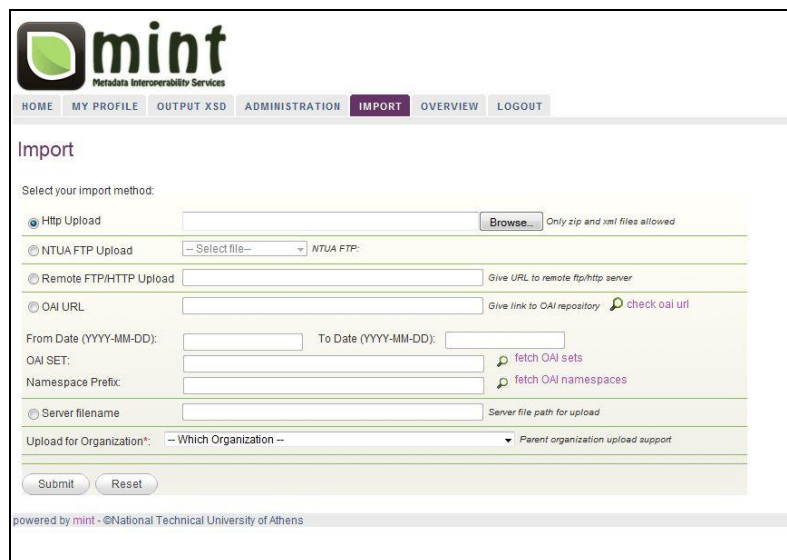 mint
Metadata Interoperability Services
HOME MY PROFILE OUTPUT XSD ADMINISTRATION IMPORT OVERVIEW LOGOUT
Import
Select your import method:
Http Upload Browse... Only zip and xml files allowed
NTUA FTP Upload -- Select file-- NTUA FTP:
Remote FTP/HTTP Upload Give URL to remote ftp/http server
OAI URL Give link to OAI repository check oai url
From Date (YYYY-MM-DD): To Date (YYYY-MM-DD):
OAI SET: fetch OAI sets
Namespace Prefix: fetch OAI namespaces
Server filename Server file path for upload
Upload for Organization*: -- Which Organization -- Parent organization upload support
Submit Reset
powered by mint - ©National Technical University of Athens